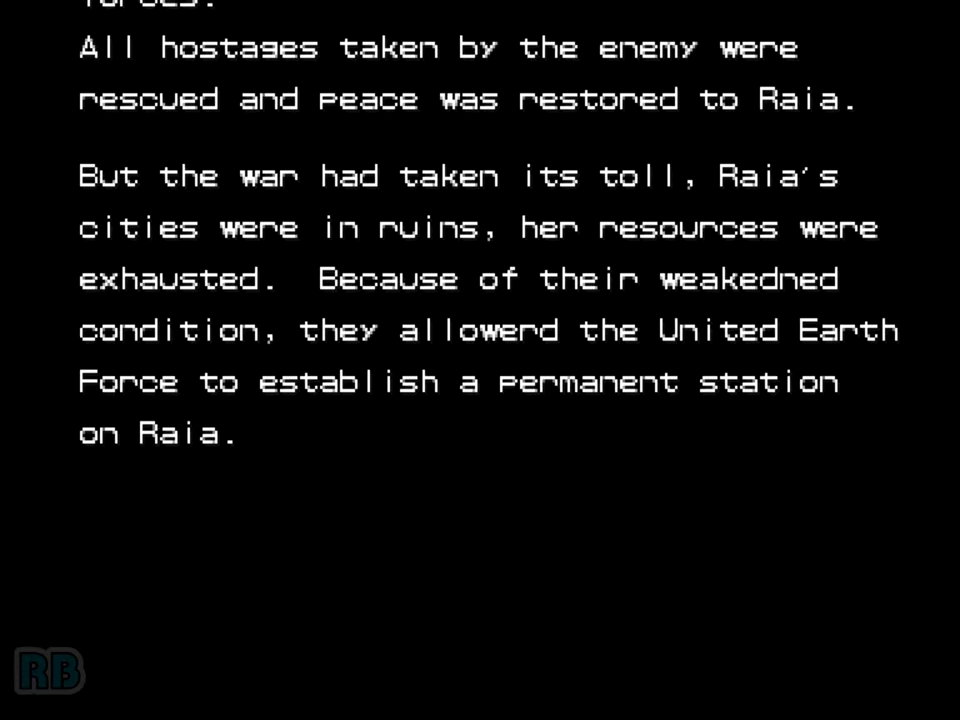 forces.
All hostages taken by the enemy were
rescued and peace was restored to Raia.
But the war had taken its toll, Raia's
cities were in ruins, her resources were
exhausted.  Because of their weakedned
condition, they allowerd the United Earth
Force to establish a permanent station
on Raia.
RB